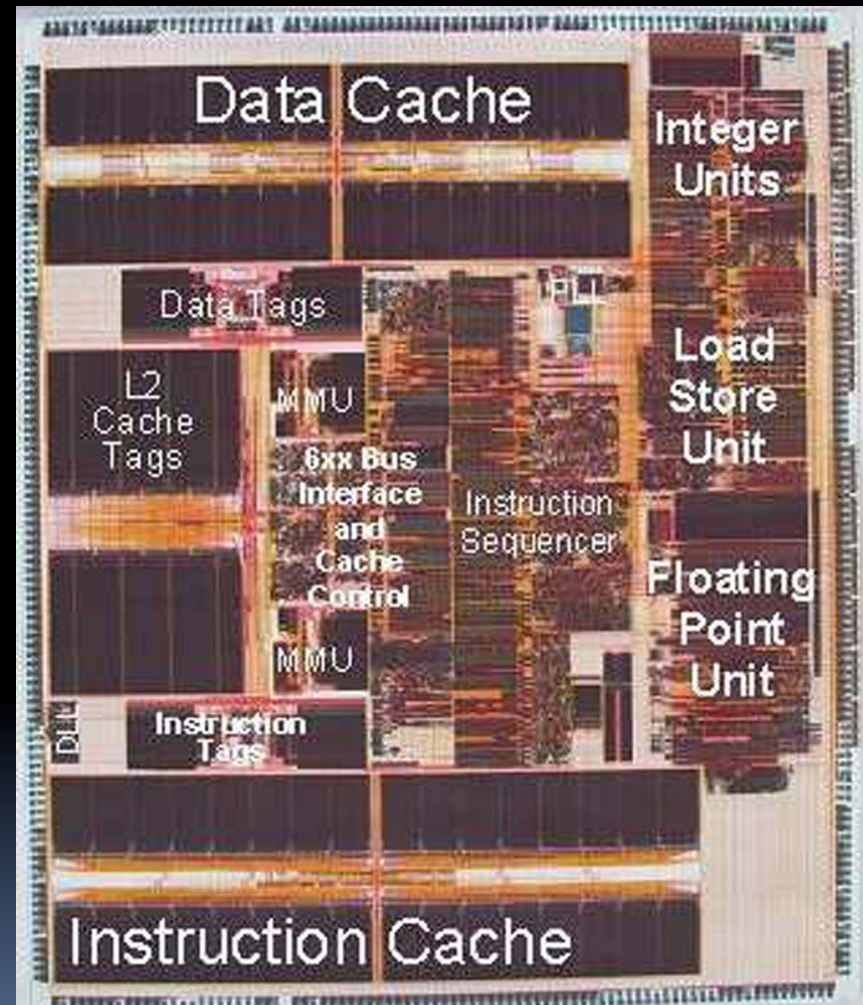 Data Cache
Integer
Units
Data Tags
Load
Store
Unit
L2
Cache
Tags
MMU
6xx Bus
Interface
and
Cache
Control
Instruction
Sequencer
Floating
Point
Unit
MMU
DLL
Instruction
Tags
Instruction Cache